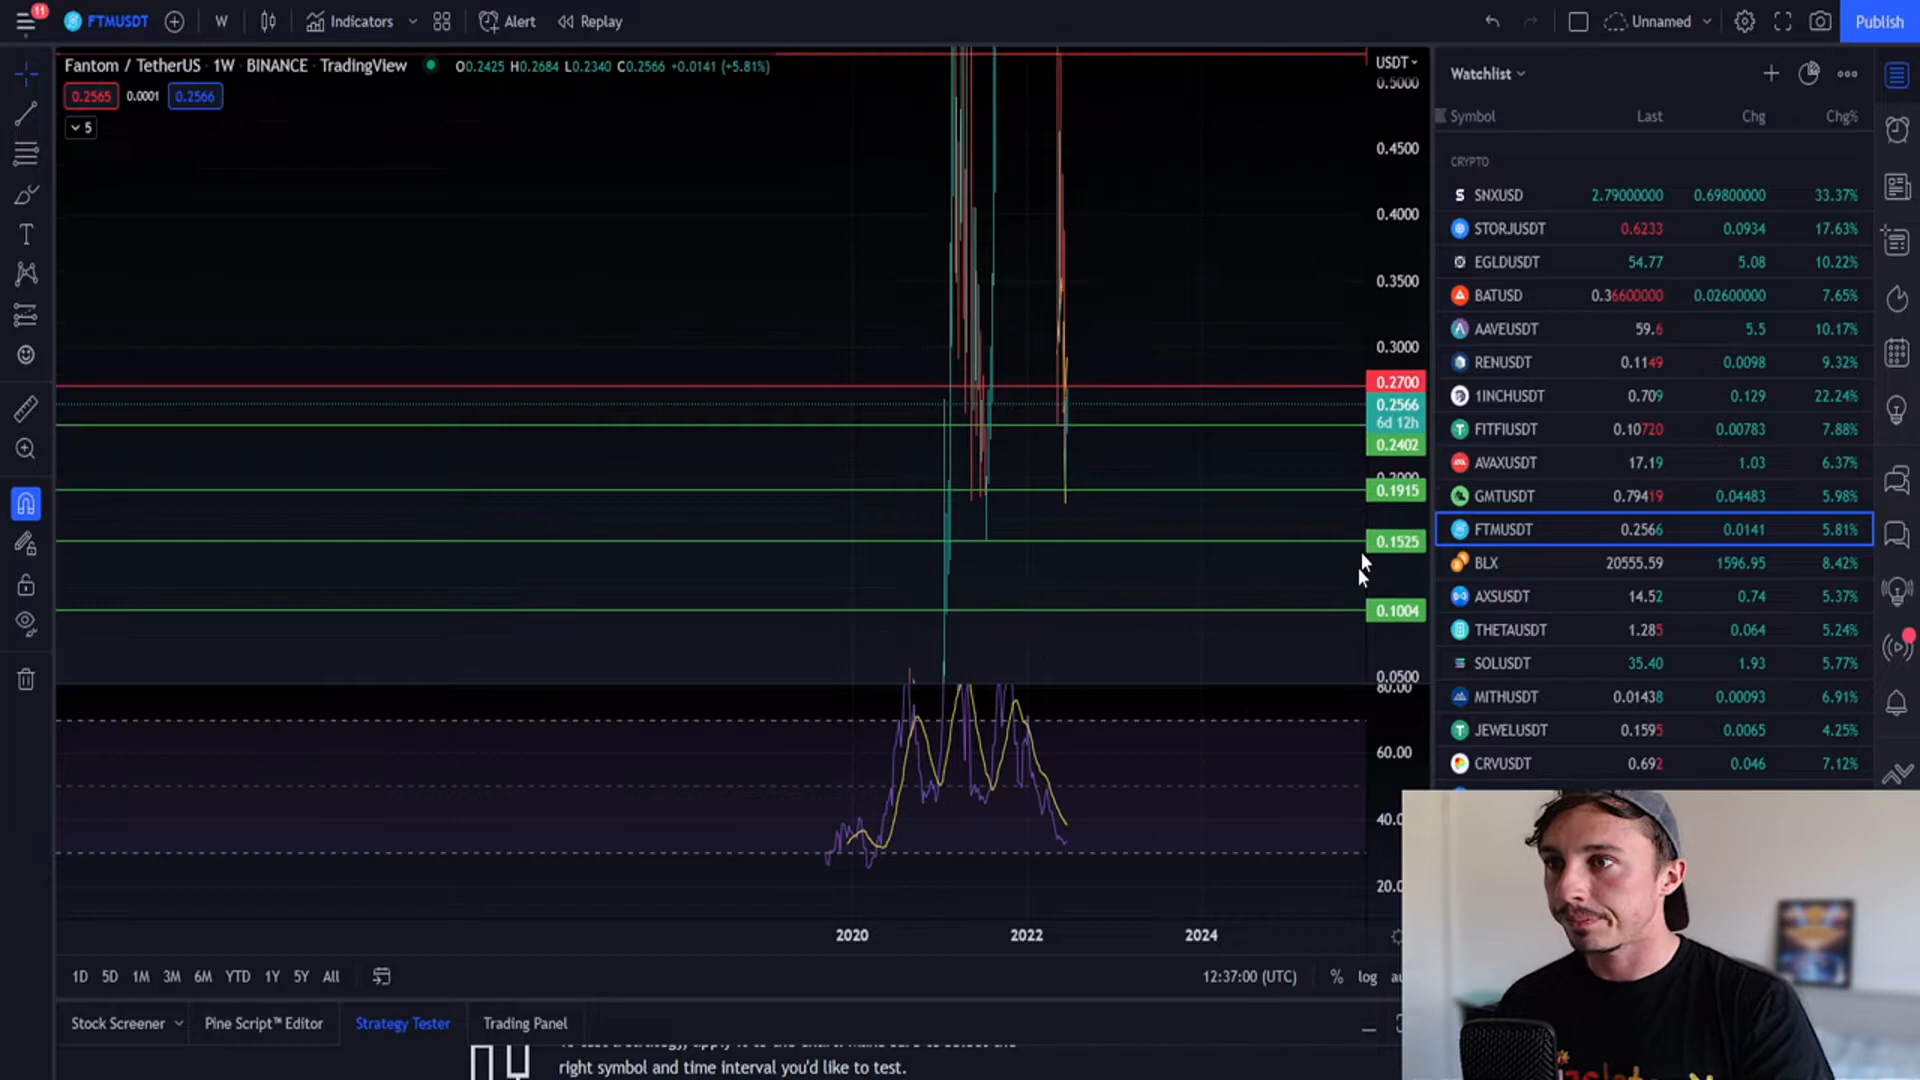 11
FTMUSDT
W
Indicators
Alert
Replay
Unnamed
Publish
Fantom / TetherUS · 1W · BINANCE · TradingView
O0.2425 H0.2684 L0.2340 C0.2566 +0.0141 (+5.81%)
0.2565 0.0001 0.2566
5
USDT
0.5000
0.4500
0.4000
0.3500
0.3000
0.2700
0.2566
6d 12h
0.2402
0.1915
0.1525
0.1004
0.0500
80.00
60.00
2020 2022 2024
1D 5D 1M 3M 6M YTD 1Y 5Y All
12:37:00 (UTC) % log
Stock Screener Pine Script™ Editor Strategy Tester Trading Panel
right symbol and time interval you'd like to test.
Watchlist
Symbol Last Chg Chg%
CRYPTO
SNXUSD 2.79000000 0.69800000 33.37%
STORJUSDT 0.6233 0.0934 17.63%
EGLDUSDT 54.77 5.08 10.22%
BATUSD 0.36600000 0.02600000 7.65%
AAVEUSDT 59.6 5.5 10.17%
RENUSDT 0.1149 0.0098 9.32%
1INCHUSDT 0.709 0.129 22.24%
FITFIUSDT 0.10720 0.00783 7.88%
AVAXUSDT 17.19 1.03 6.37%
GMTUSDT 0.79419 0.04483 5.98%
FTMUSDT 0.2566 0.0141 5.81%
BLX 20555.59 1596.95 8.42%
AXSUSDT 14.52 0.74 5.37%
THETAUSDT 1.285 0.064 5.24%
SOLUSDT 35.40 1.93 5.77%
MITHUSDT 0.01438 0.00093 6.91%
JEWELUSDT 0.1595 0.0065 4.25%
CRVUSDT 0.692 0.046 7.12%